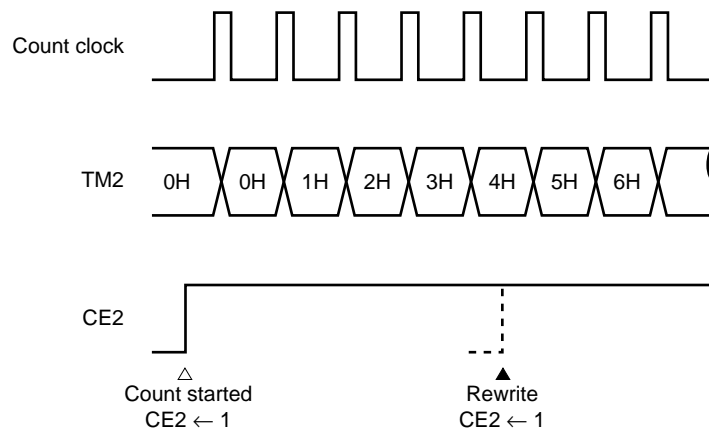 Count clock
TM2
0H 0H 1H 2H 3H 4H 5H 6H
CE2
Count started
CE2 ← 1
Rewrite
CE2 ← 1